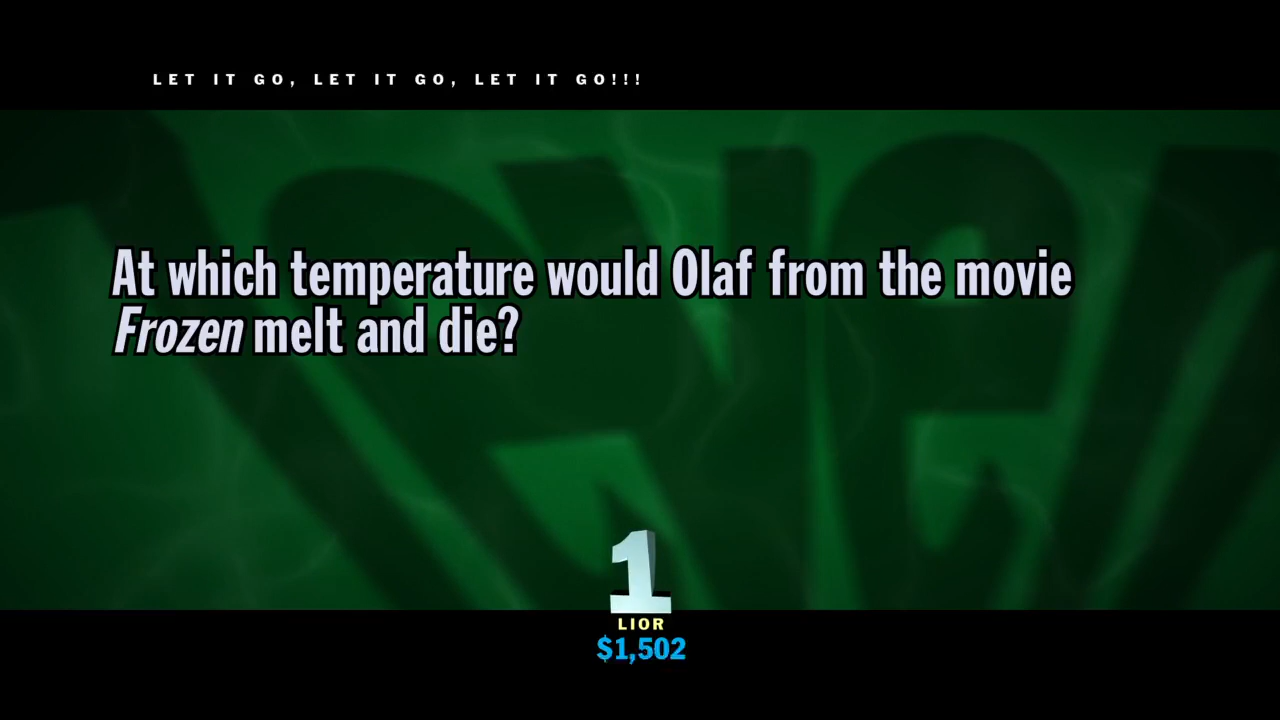 LET IT GO, LET IT GO, LET IT GO!!!
At which temperature would Olaf from the movie
Frozen melt and die?
1
LIOR
$1,502